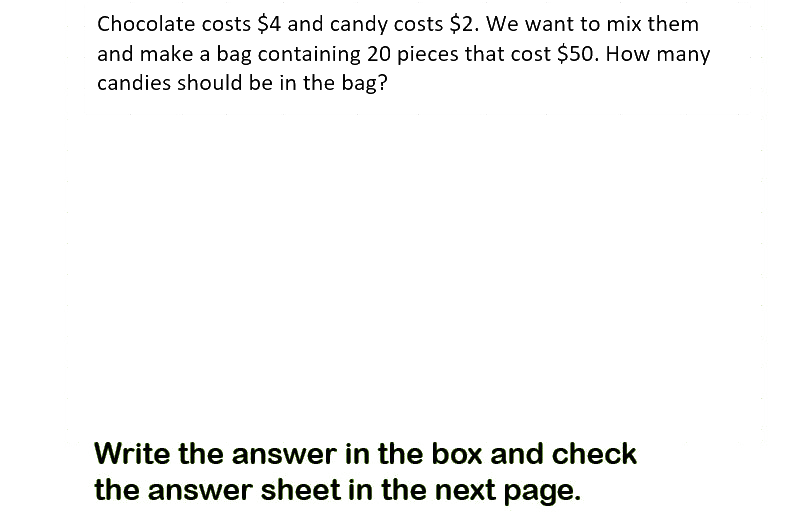 Chocolate costs $4 and candy costs $2. We want to mix them
and make a bag containing 20 pieces that cost $50. How many
candies should be in the bag?
Write the answer in the box and check
the answer sheet in the next page.